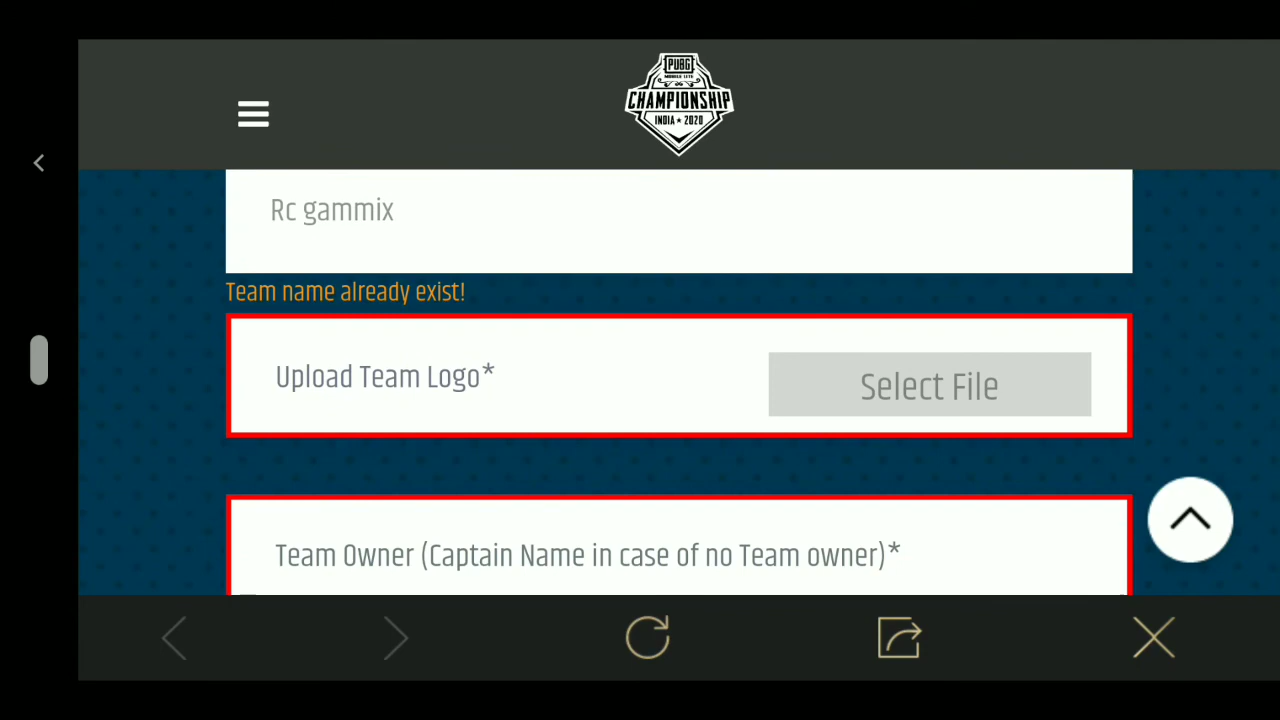 PUBG
MOBILE LITE
CHAMPIONSHIP
INDIA ★ 2020
Rc gammix
Team name already exist!
Upload Team Logo*
Select File
Team Owner (Captain Name in case of no Team owner)*